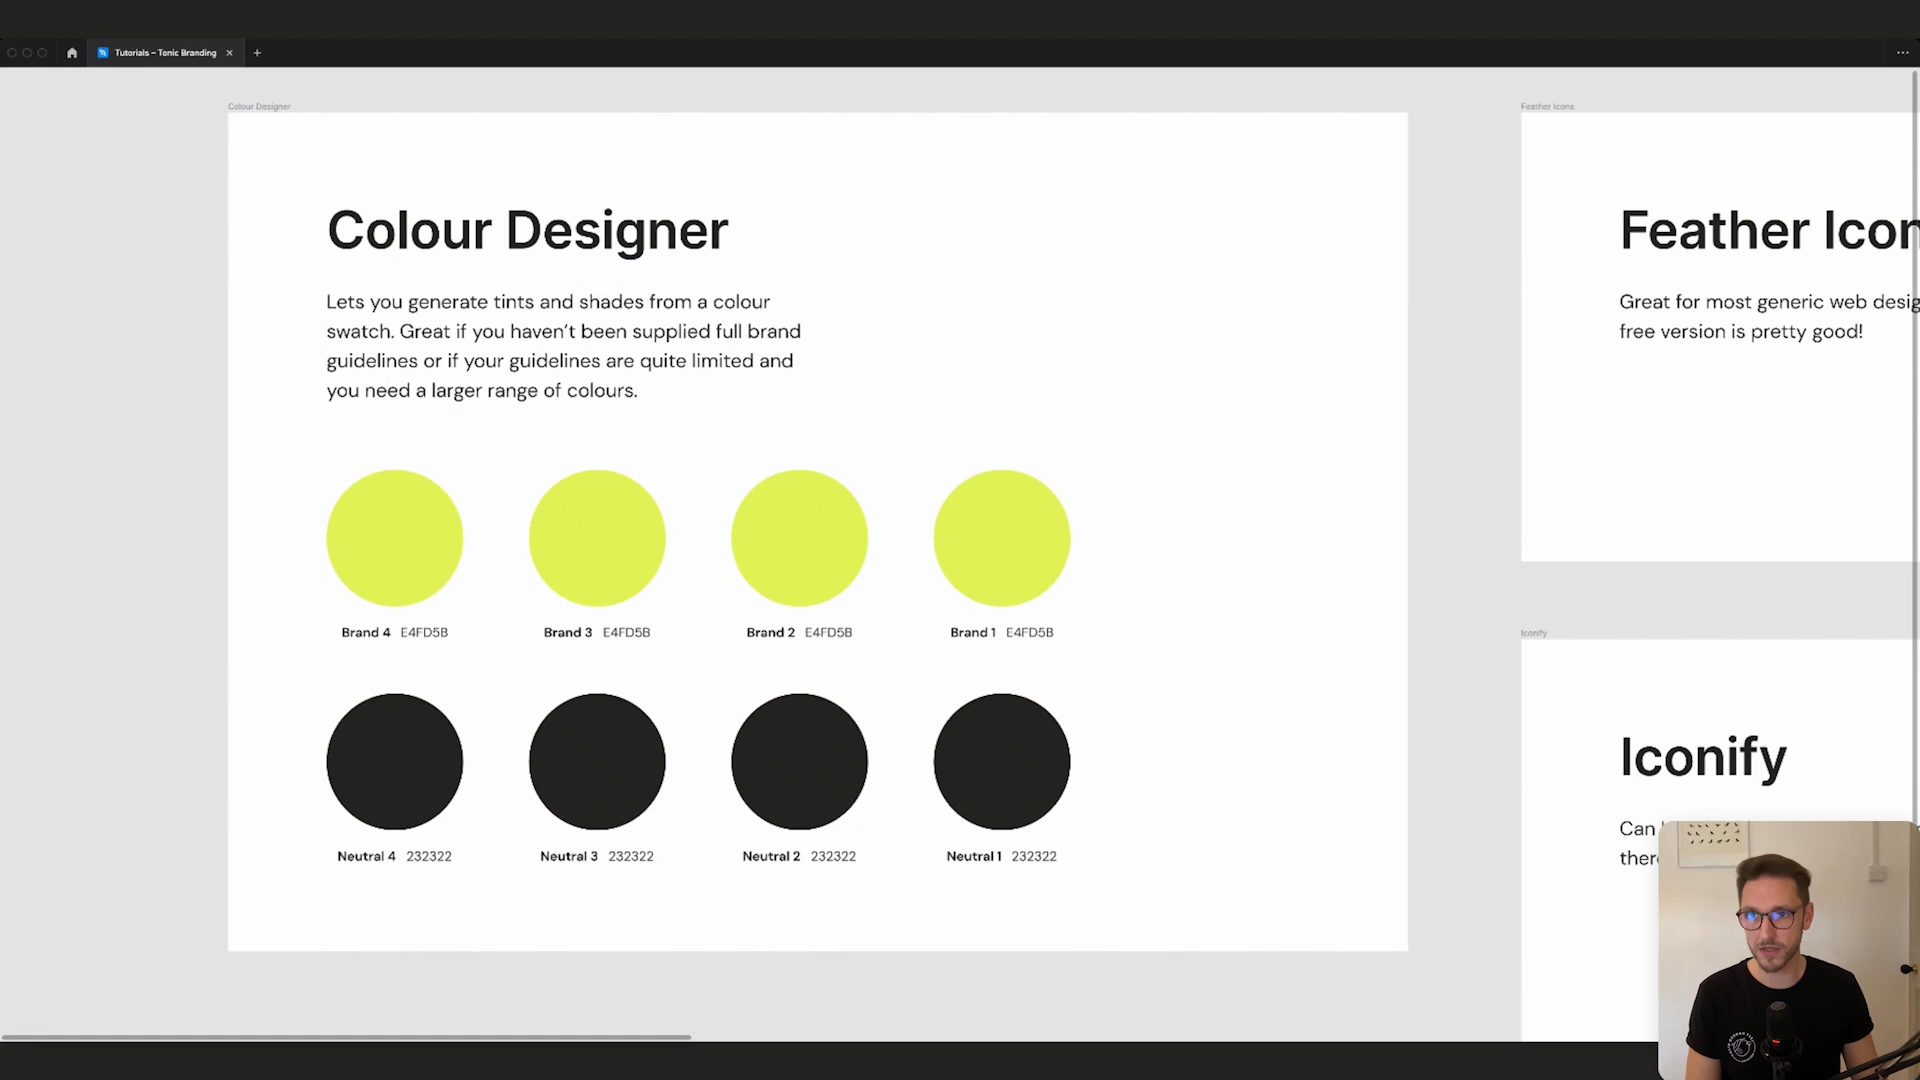 Tutorials – Tonic Branding
Colour Designer
Colour Designer
Lets you generate tints and shades from a colour
swatch. Great if you haven't been supplied full brand
guidelines or if your guidelines are quite limited and
you need a larger range of colours.
Brand 4 E4FD5B
Brand 3 E4FD5B
Brand 2 E4FD5B
Brand 1 E4FD5B
Neutral 4 232322
Neutral 3 232322
Neutral 2 232322
Neutral 1 232322
Feather Icons
Feather Icon
Great for most generic web desig
free version is pretty good!
Iconify
Iconify
Can
there